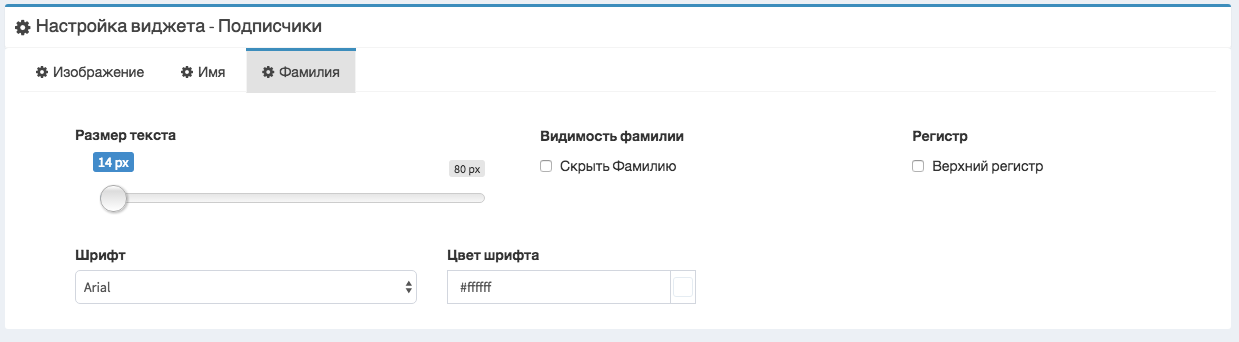 Настройка виджета - Подписчики
Изображение Имя Фамилия
Размер текста Видимость фамилии Регистр
14 px 80 px Скрыть Фамилию Верхний регистр
Шрифт Цвет шрифта
Arial #ffffff